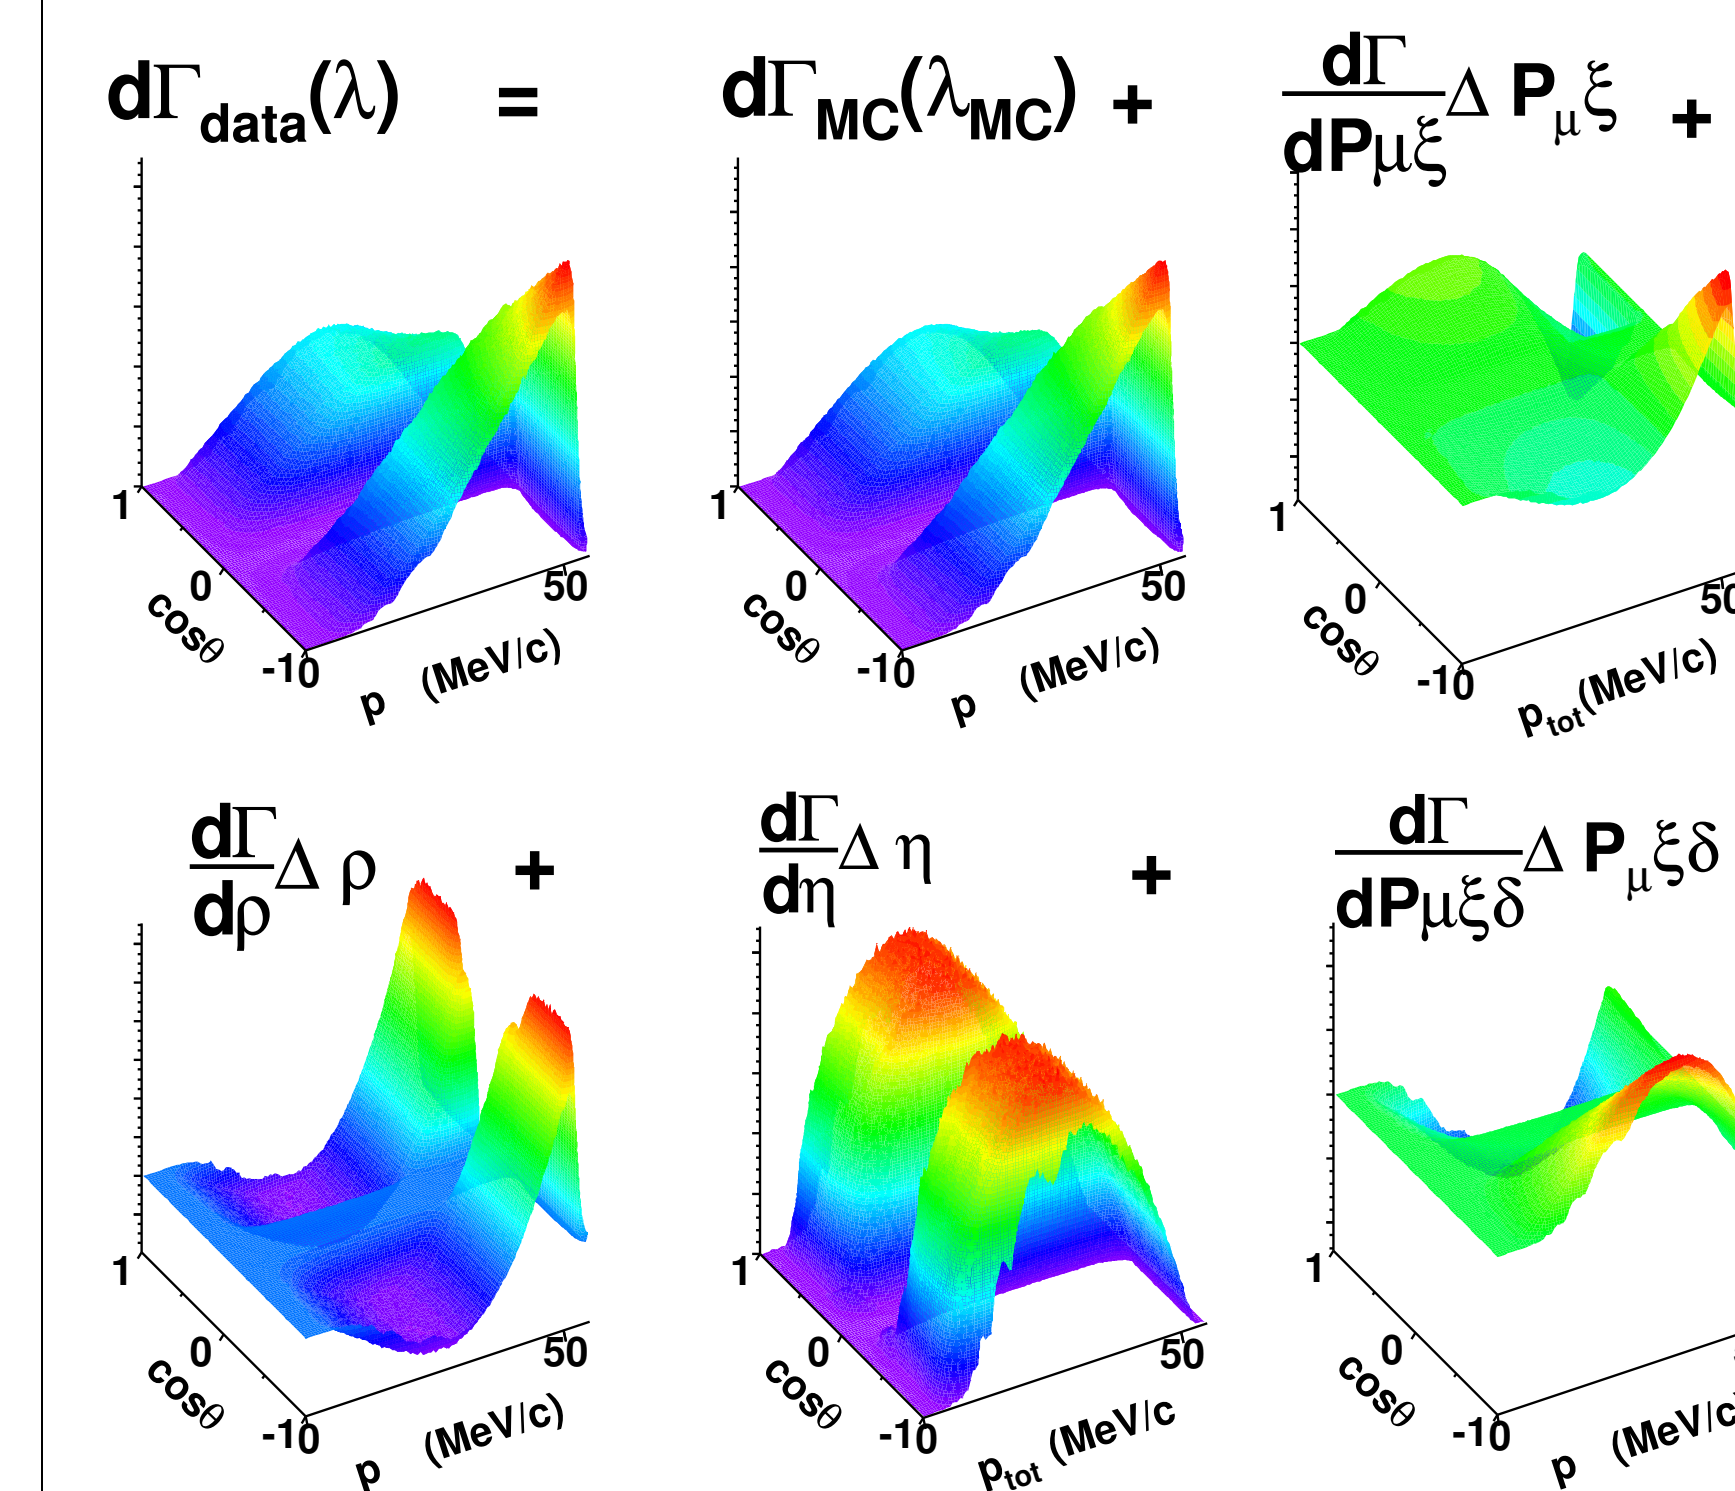 dΓdata(λ) = dΓMC(λMC) + dΓ/dPμξ Δ Pμξ +
1 0 -1 cosθ 0 50 p (MeV/c)
1 0 -1 cosθ 0 50 p (MeV/c)
1 0 -1 cosθ 0 ptot(MeV/c)
dΓ/dρ Δ ρ + dΓ/dη Δ η + dΓ/dPμξδ Δ Pμξδ
1 0 -1 cosθ 0 50 p (MeV/c)
1 0 -1 cosθ 0 50 ptot (MeV/c
1 0 -1 cosθ 0 p (MeV/c